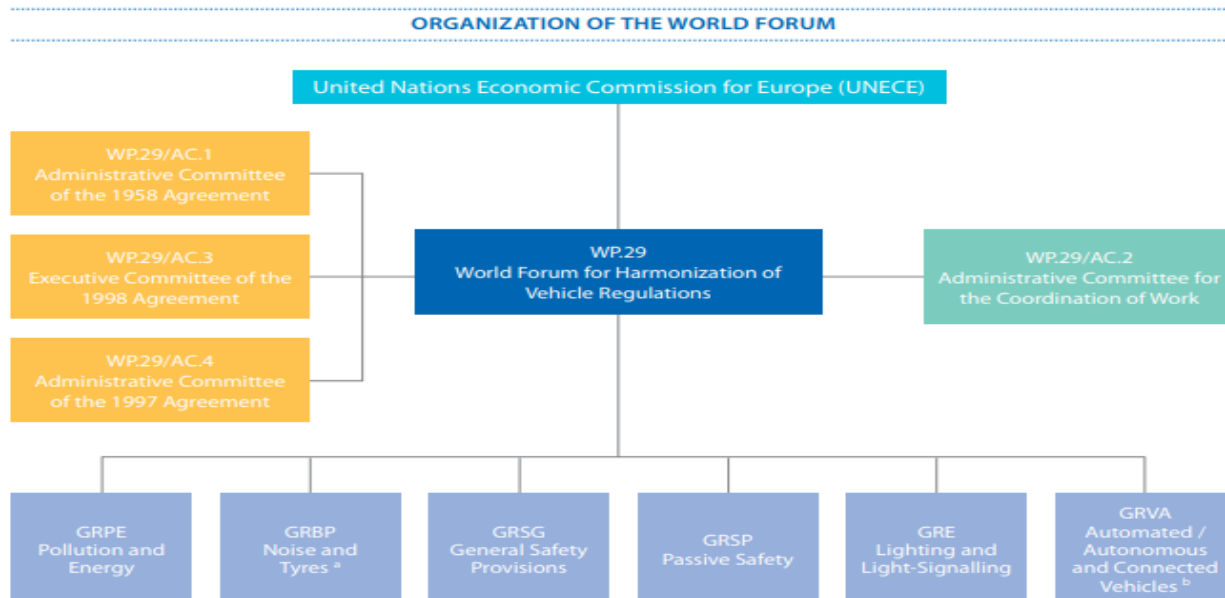 ORGANIZATION OF THE WORLD FORUM
United Nations Economic Commission for Europe (UNECE)
WP.29/AC.1
Administrative Committee
of the 1958 Agreement
WP.29/AC.3
Executive Committee of the
1998 Agreement
WP.29/AC.4
Administrative Committee
of the 1997 Agreement
WP.29
World Forum for Harmonization of
Vehicle Regulations
WP.29/AC.2
Administrative Committee for
the Coordination of Work
GRPE
Pollution and
Energy
GRBP
Noise and
Tyres ᵃ
GRSG
General Safety
Provisions
GRSP
Passive Safety
GRE
Lighting and
Light-Signalling
GRVA
Automated /
Autonomous
and Connected
Vehicles ᵇ